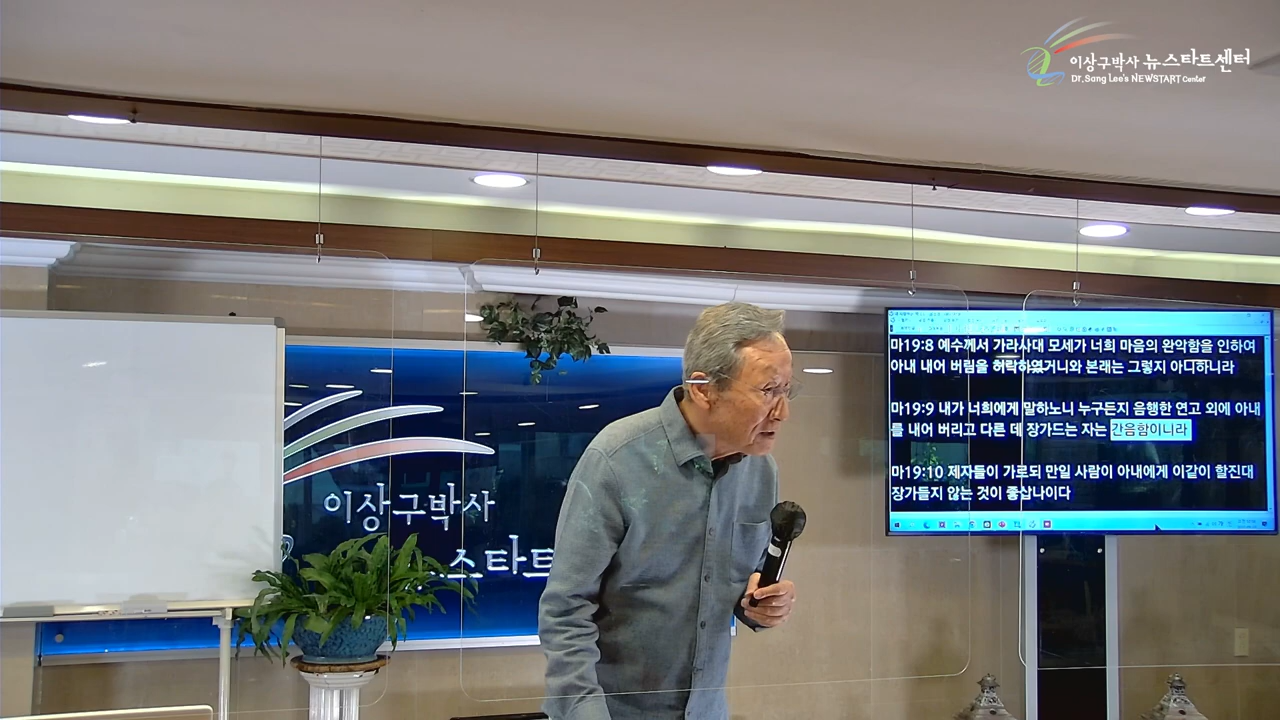 이상구박사 뉴스타트센터
Dr. Sang Lee's NEWSTART Center
마19:8 예수께서 가라사대 모세가 너희 마음의 완악함을 인하여
아내 내어 버림을 허락하였거니와 본래는 그렇지 아니하니라
마19:9 내가 너희에게 말하노니 누구든지 음행한 연고 외에 아내
를 내어 버리고 다른 데 장가드는 자는 간음함이니라
마19:10 제자들이 가로되 만일 사람이 아내에게 이같이 할진대
장가들지 않는 것이 좋삽나이다
이상구박사
스타트